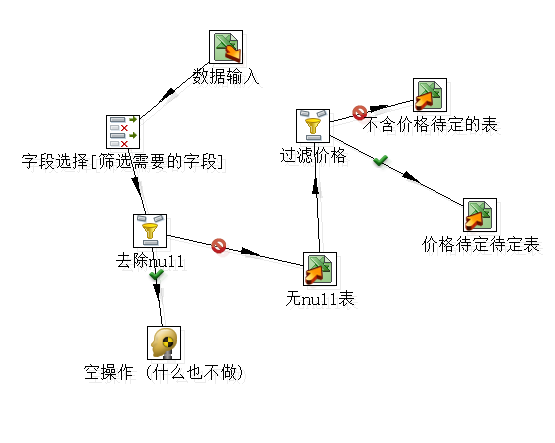 数据输入
不含价格待定的表
过滤价格
字段选择[筛选需要的字段]
价格待定待定表
去除null
无null表
空操作 (什么也不做)